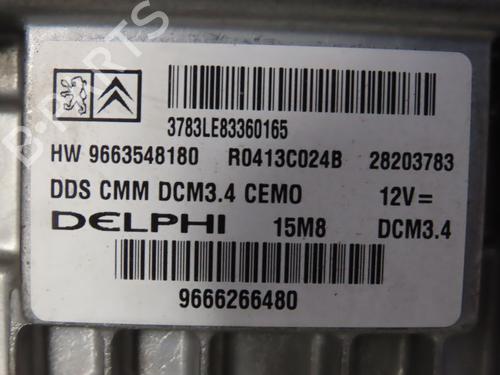 3783LE83360165
HW 9663548180 R0413C024B 28203783
DDS CMM DCM3.4 CEMO 12V=
DELPHI 15M8 DCM3.4
9666266480
B-PARTS